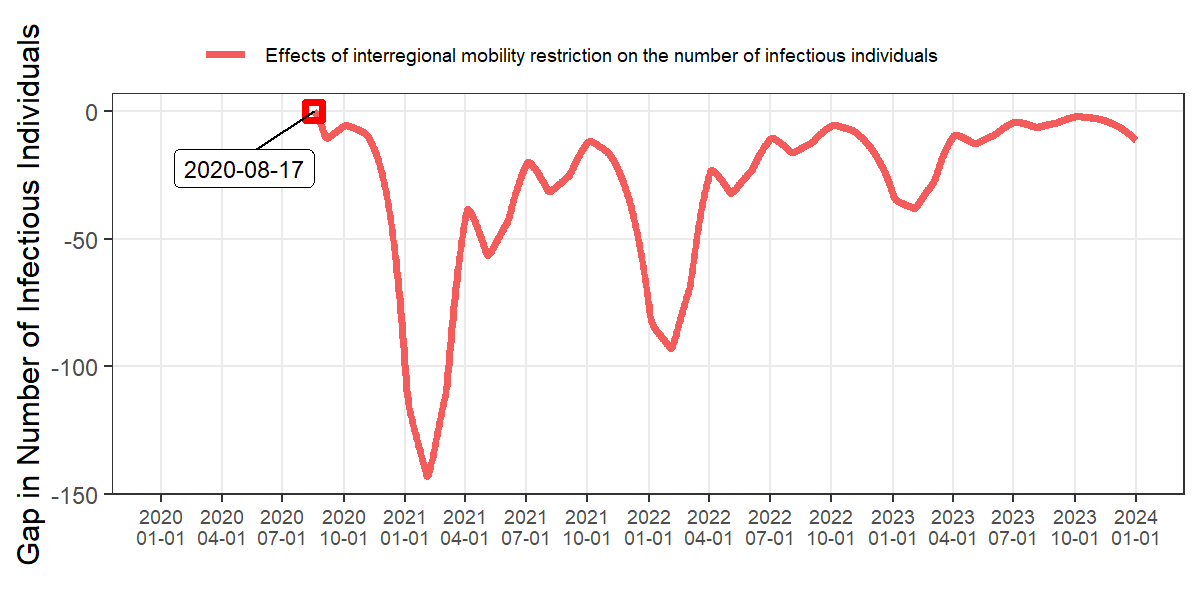 Effects of interregional mobility restriction on the number of infectious individuals
Gap in Number of Infectious Individuals
0
-50
-100
-150
2020-08-17
2020 2020 2020 2020 2021 2021 2021 2021 2022 2022 2022 2022 2023 2023 2023 2023 2024
01-01 04-01 07-01 10-01 01-01 04-01 07-01 10-01 01-01 04-01 07-01 10-01 01-01 04-01 07-01 10-01 01-01